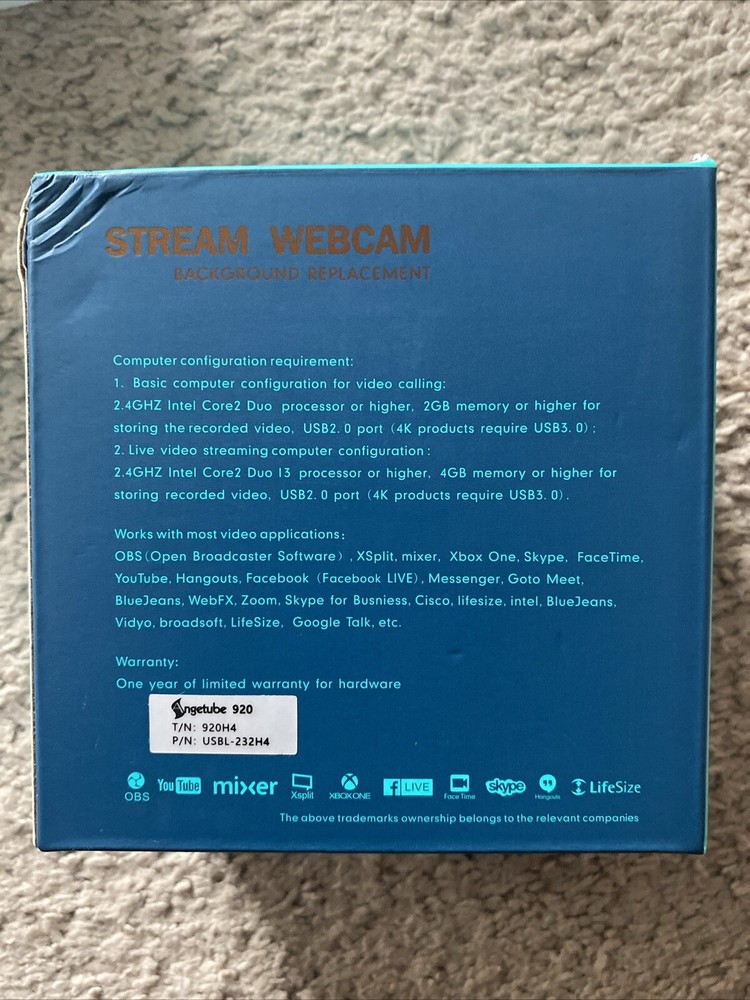 STREAM WEBCAM
BACKGROUND REPLACEMENT
Computer configuration requirement:
1. Basic computer configuration for video calling:
2.4GHZ Intel Core2 Duo processor or higher, 2GB memory or higher for
storing the recorded video, USB2.0 port (4K products require USB3.0);
2. Live video streaming computer configuration:
2.4GHZ Intel Core2 Duo I3 processor or higher, 4GB memory or higher for
storing recorded video, USB2.0 port (4K products require USB3.0).
Works with most video applications:
OBS(Open Broadcaster Software), XSplit, mixer, Xbox One, Skype, FaceTime,
YouTube, Hangouts, Facebook (Facebook LIVE), Messenger, Goto Meet,
BlueJeans, WebFX, Zoom, Skype for Busniess, Cisco, lifesize, intel, BlueJeans,
Vidyo, broadsoft, LifeSize, Google Talk, etc.
Warranty:
One year of limited warranty for hardware
Angetube 920
T/N: 920H4
P/N: USBL-232H4
OBS YouTube mixer Xsplit XBOXONE f LIVE FaceTime skype Hangouts LifeSize
The above trademarks ownership belongs to the relevant companies